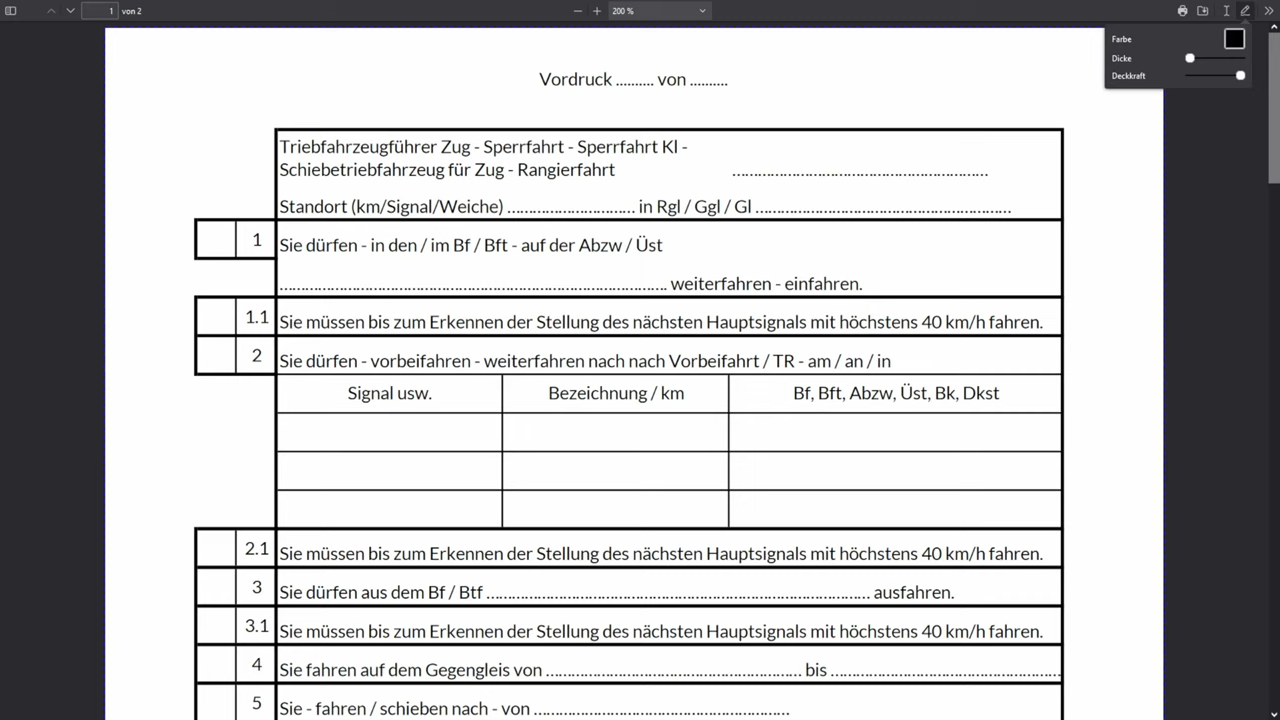 1 von 2
200 %
Farbe
Dicke
Deckkraft
Vordruck .......... von ..........
Triebfahrzeugführer Zug - Sperrfahrt - Sperrfahrt Kl -
Schiebetriebfahrzeug für Zug - Rangierfahrt ................................................................
Standort (km/Signal/Weiche) ................................ in Rgl / Ggl / Gl ................................................................
1 Sie dürfen - in den / im Bf / Bft - auf der Abzw / Üst
................................................................................................ weiterfahren - einfahren.
1.1 Sie müssen bis zum Erkennen der Stellung des nächsten Hauptsignals mit höchstens 40 km/h fahren.
2 Sie dürfen - vorbeifahren - weiterfahren nach nach Vorbeifahrt / TR - am / an / in
Signal usw. Bezeichnung / km Bf, Bft, Abzw, Üst, Bk, Dkst
2.1 Sie müssen bis zum Erkennen der Stellung des nächsten Hauptsignals mit höchstens 40 km/h fahren.
3 Sie dürfen aus dem Bf / Btf ................................................................................................ ausfahren.
3.1 Sie müssen bis zum Erkennen der Stellung des nächsten Hauptsignals mit höchstens 40 km/h fahren.
4 Sie fahren auf dem Gegengleis von ................................................................ bis ..........................................................
5 Sie - fahren / schieben nach - von ................................................................